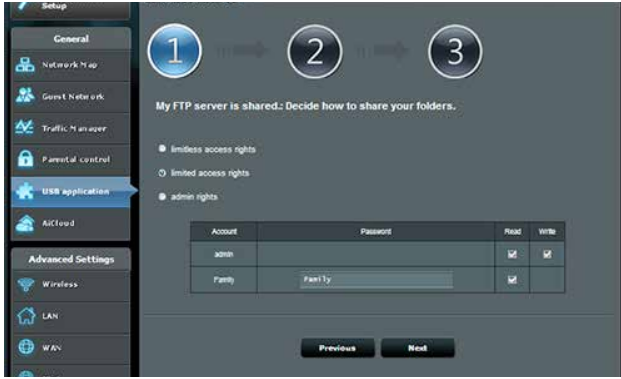 Setup
General
Network Map
Guest Network
Traffic Manager
Parental control
USB application
AiCloud
Advanced Settings
Wireless
LAN
WAN
1 2 3
My FTP server is shared.: Decide how to share your folders.
limitless access rights
limited access rights
admin rights
Account Password Read Write
admin
Family Family
Previous Next